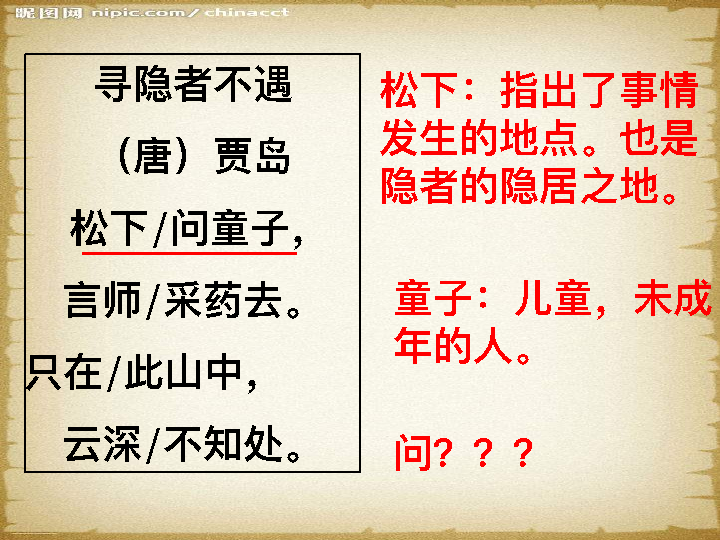 昵图网 nipic.com/chinacct
寻隐者不遇
（唐）贾岛
松下/问童子，
言师/采药去。
只在/此山中，
云深/不知处。
松下：指出了事情
发生的地点。也是
隐者的隐居之地。
童子：儿童，未成
年的人。
问？？？